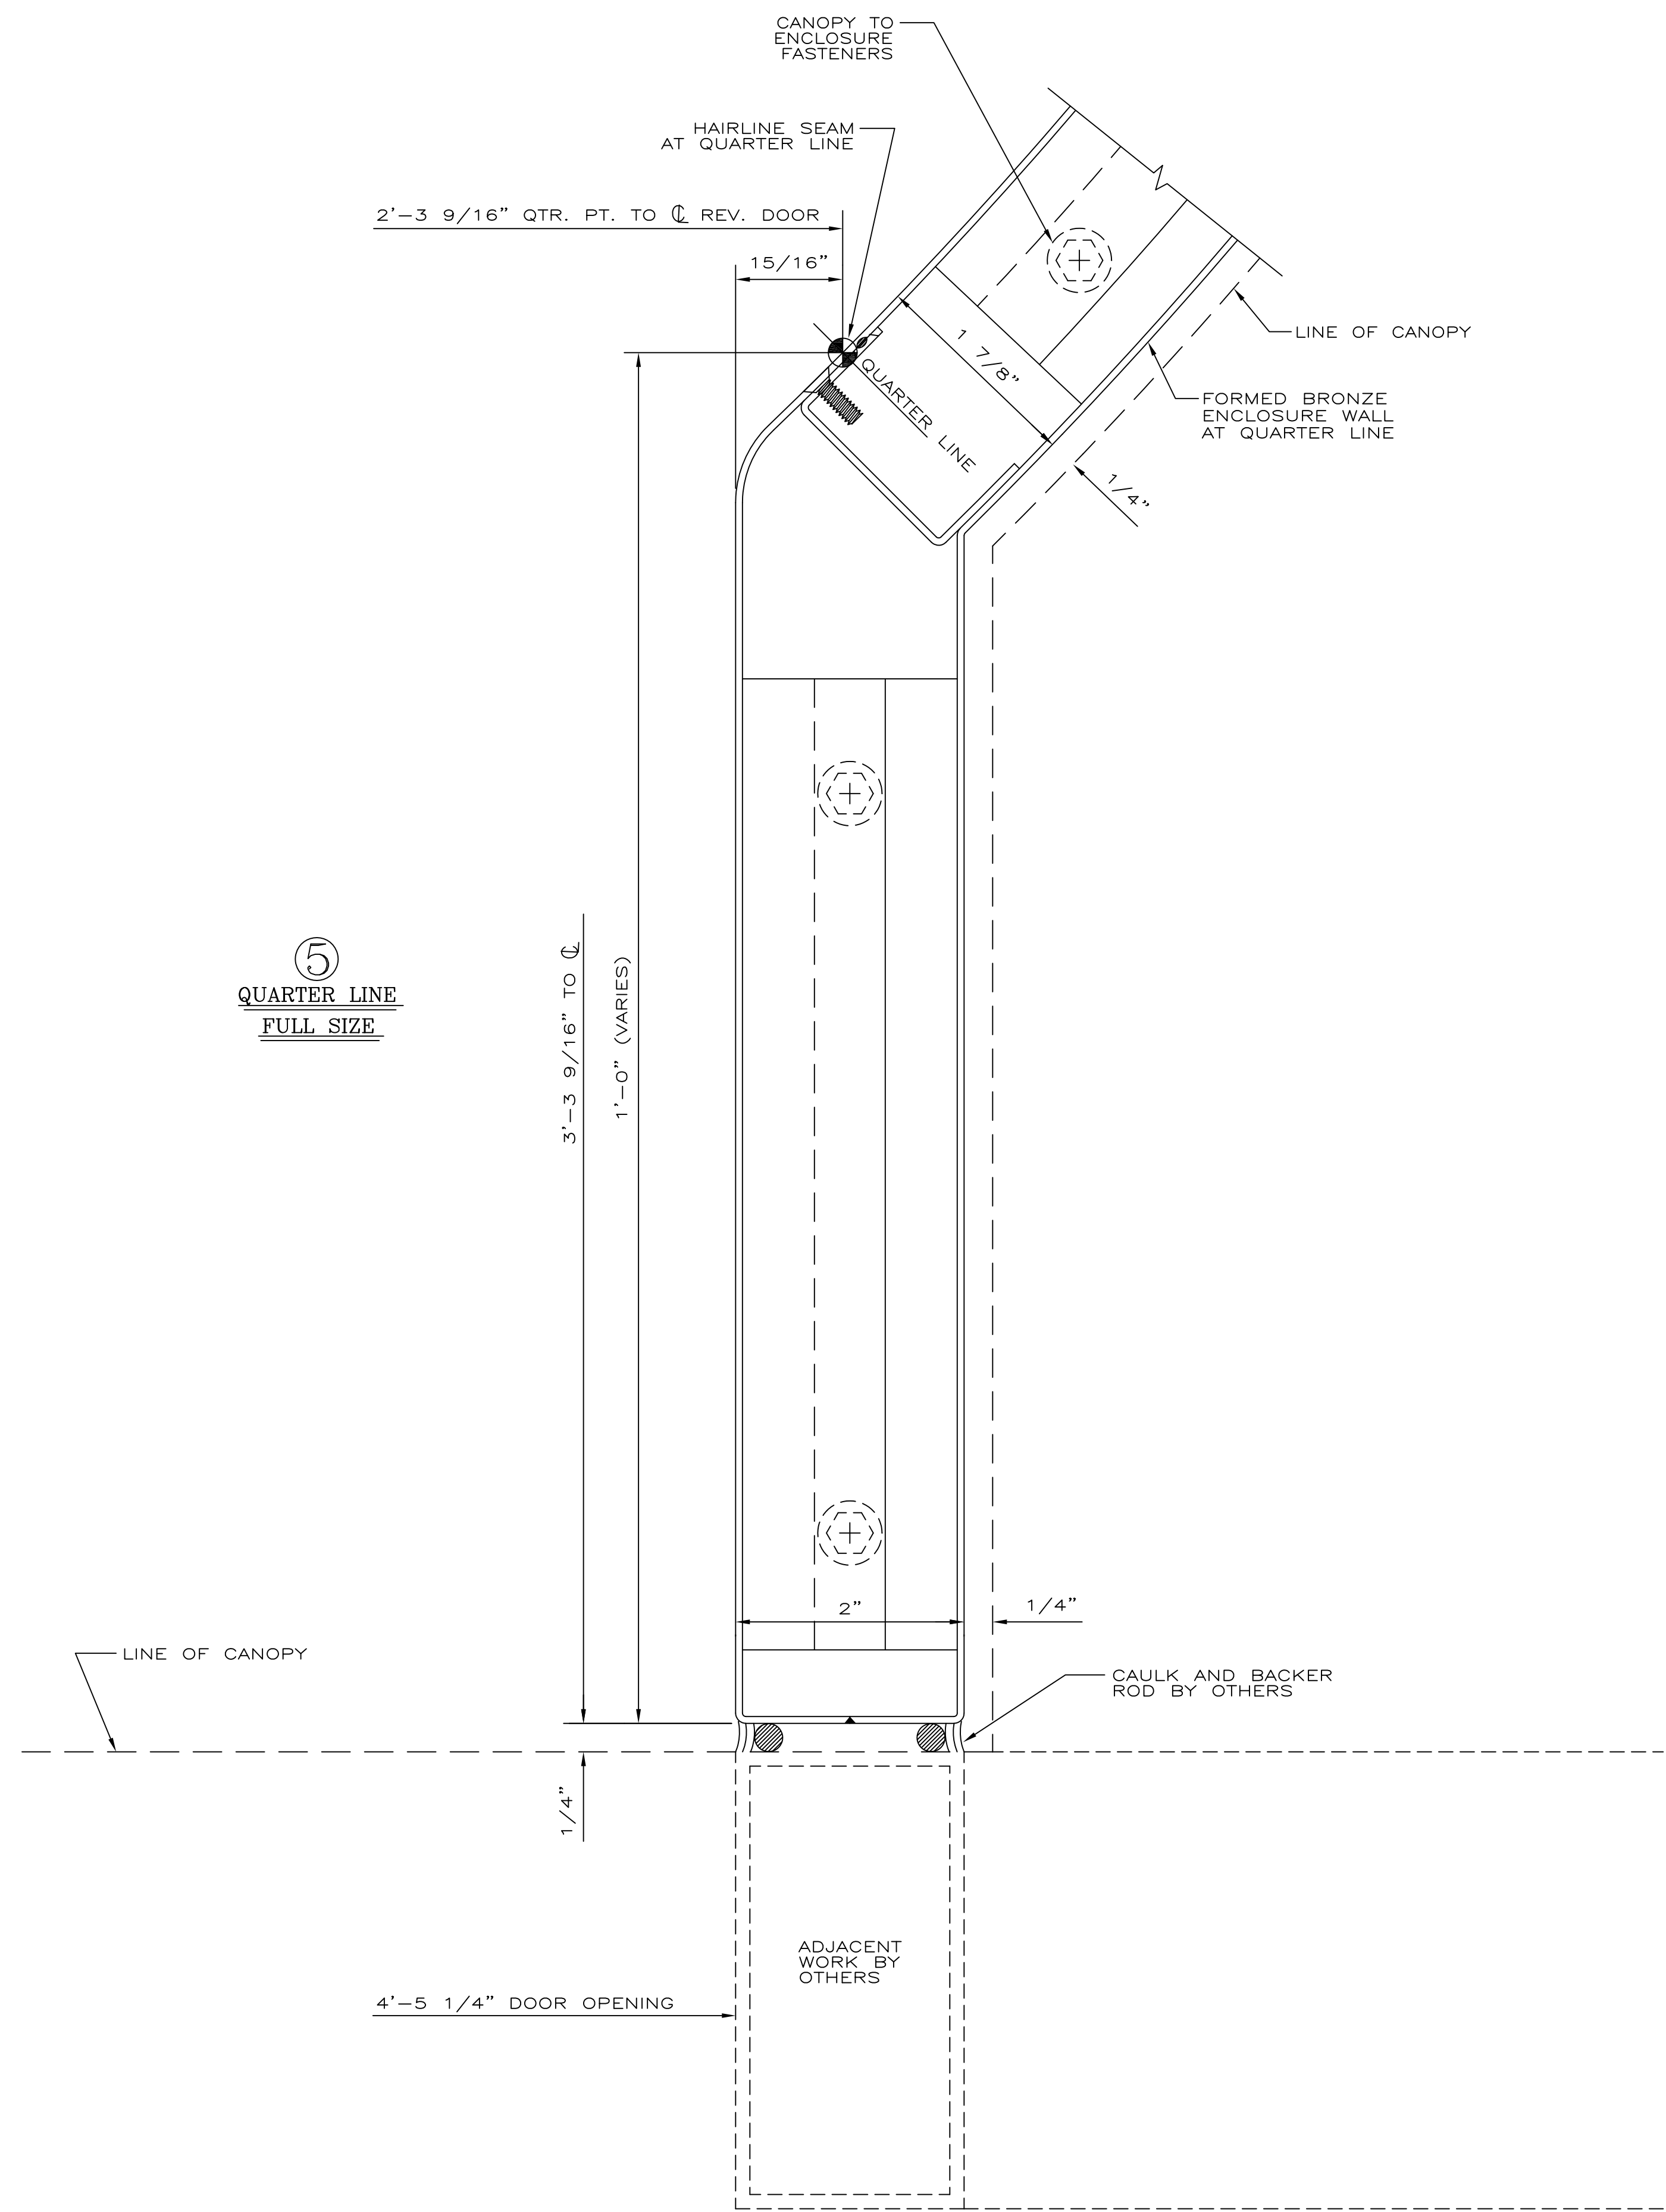 CANOPY TO
ENCLOSURE
FASTENERS
HAIRLINE SEAM
AT QUARTER LINE
2'-3 9/16" QTR. PT. TO ℄ REV. DOOR
15/16"
1 7/8"
QUARTER LINE
LINE OF CANOPY
FORMED BRONZE
ENCLOSURE WALL
AT QUARTER LINE
1/4"
5
QUARTER LINE
FULL SIZE
3'-3 9/16" TO ℄
1'-0" (VARIES)
2"
1/4"
LINE OF CANOPY
CAULK AND BACKER
ROD BY OTHERS
1/4"
ADJACENT
WORK BY
OTHERS
4'-5 1/4" DOOR OPENING